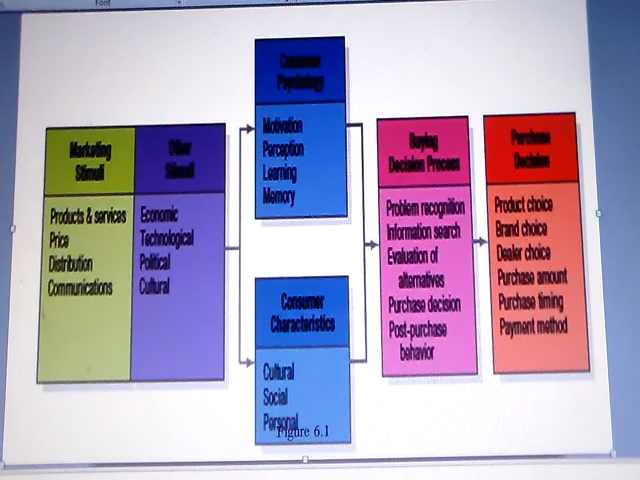 Font
Marketing
Stimuli
Other
Stimuli
Products & services
Price
Distribution
Communications
Economic
Technological
Political
Cultural
Consumer
Psychology
Motivation
Perception
Learning
Memory
Consumer
Characteristics
Cultural
Social
Personal
Figure 6.1
Buying
Decision Process
Problem recognition
Information search
Evaluation of
alternatives
Purchase decision
Post-purchase
behavior
Purchase
Decision
Product choice
Brand choice
Dealer choice
Purchase amount
Purchase timing
Payment method